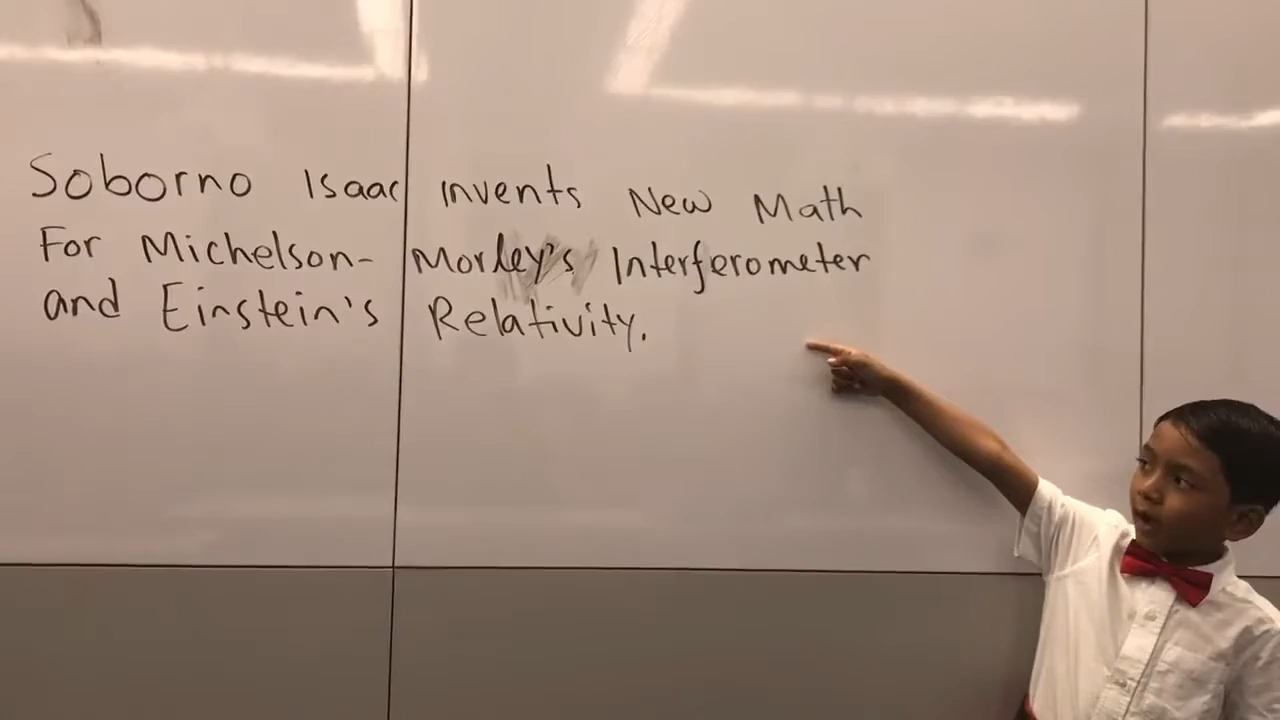 Soborno Isaac invents New Math
For Michelson- Morley's Interferometer
and Einstein's Relativity.